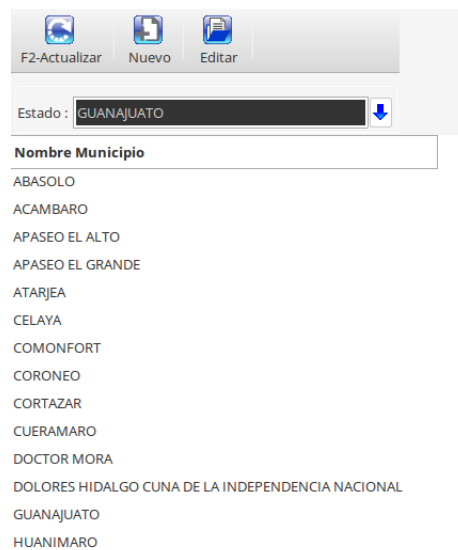 F2-Actualizar Nuevo Editar
Estado : GUANAJUATO
Nombre Municipio
ABASOLO
ACAMBARO
APASEO EL ALTO
APASEO EL GRANDE
ATARJEA
CELAYA
COMONFORT
CORONEO
CORTAZAR
CUERAMARO
DOCTOR MORA
DOLORES HIDALGO CUNA DE LA INDEPENDENCIA NACIONAL
GUANAJUATO
HUANIMARO